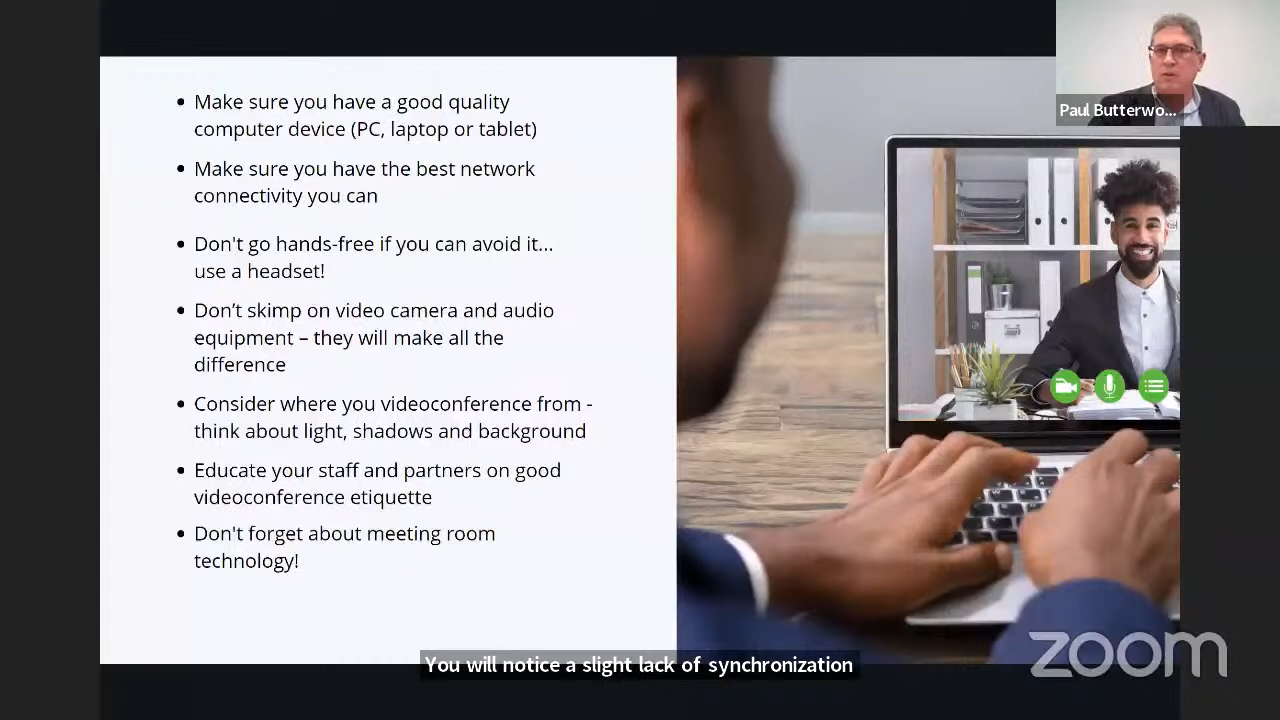 Paul Butterwo...
• Make sure you have a good quality
computer device (PC, laptop or tablet)
• Make sure you have the best network
connectivity you can
• Don't go hands-free if you can avoid it...
use a headset!
• Don’t skimp on video camera and audio
equipment – they will make all the
difference
• Consider where you videoconference from -
think about light, shadows and background
• Educate your staff and partners on good
videoconference etiquette
• Don't forget about meeting room
technology!
zoom
You will notice a slight lack of synchronization